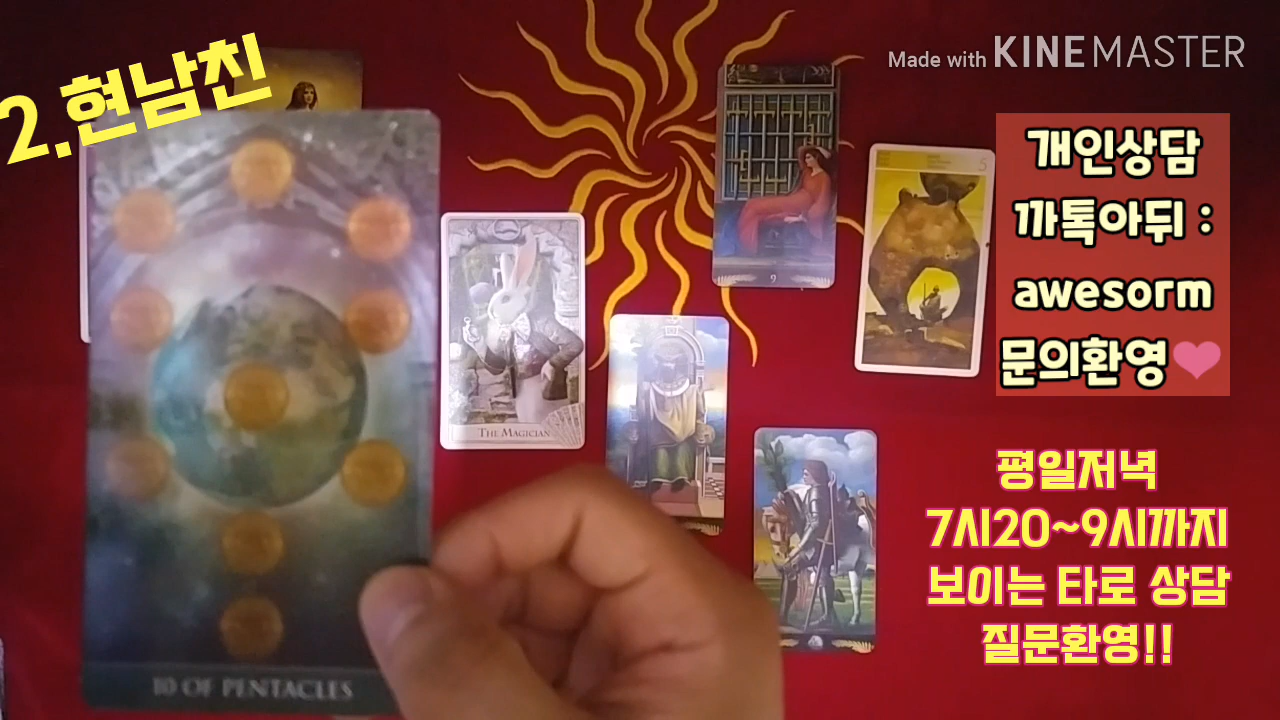 2.현남친
Made with KINEMASTER
개인상담
까톡아뒤 :
awesorm
문의환영
평일저녁
7시20~9시까지
보이는 타로 상담
질문환영!!
THE MAGICIAN
9
5
10 OF PENTACLES